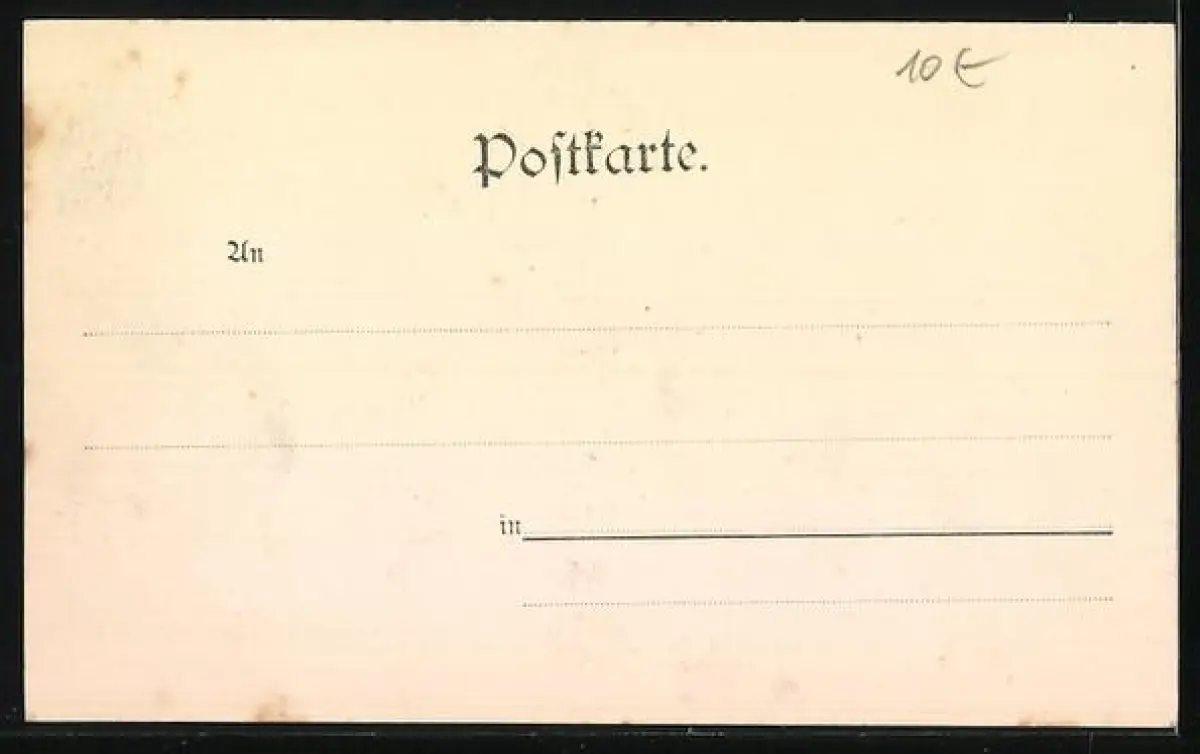 10 €
Poſtkarte.
An
in